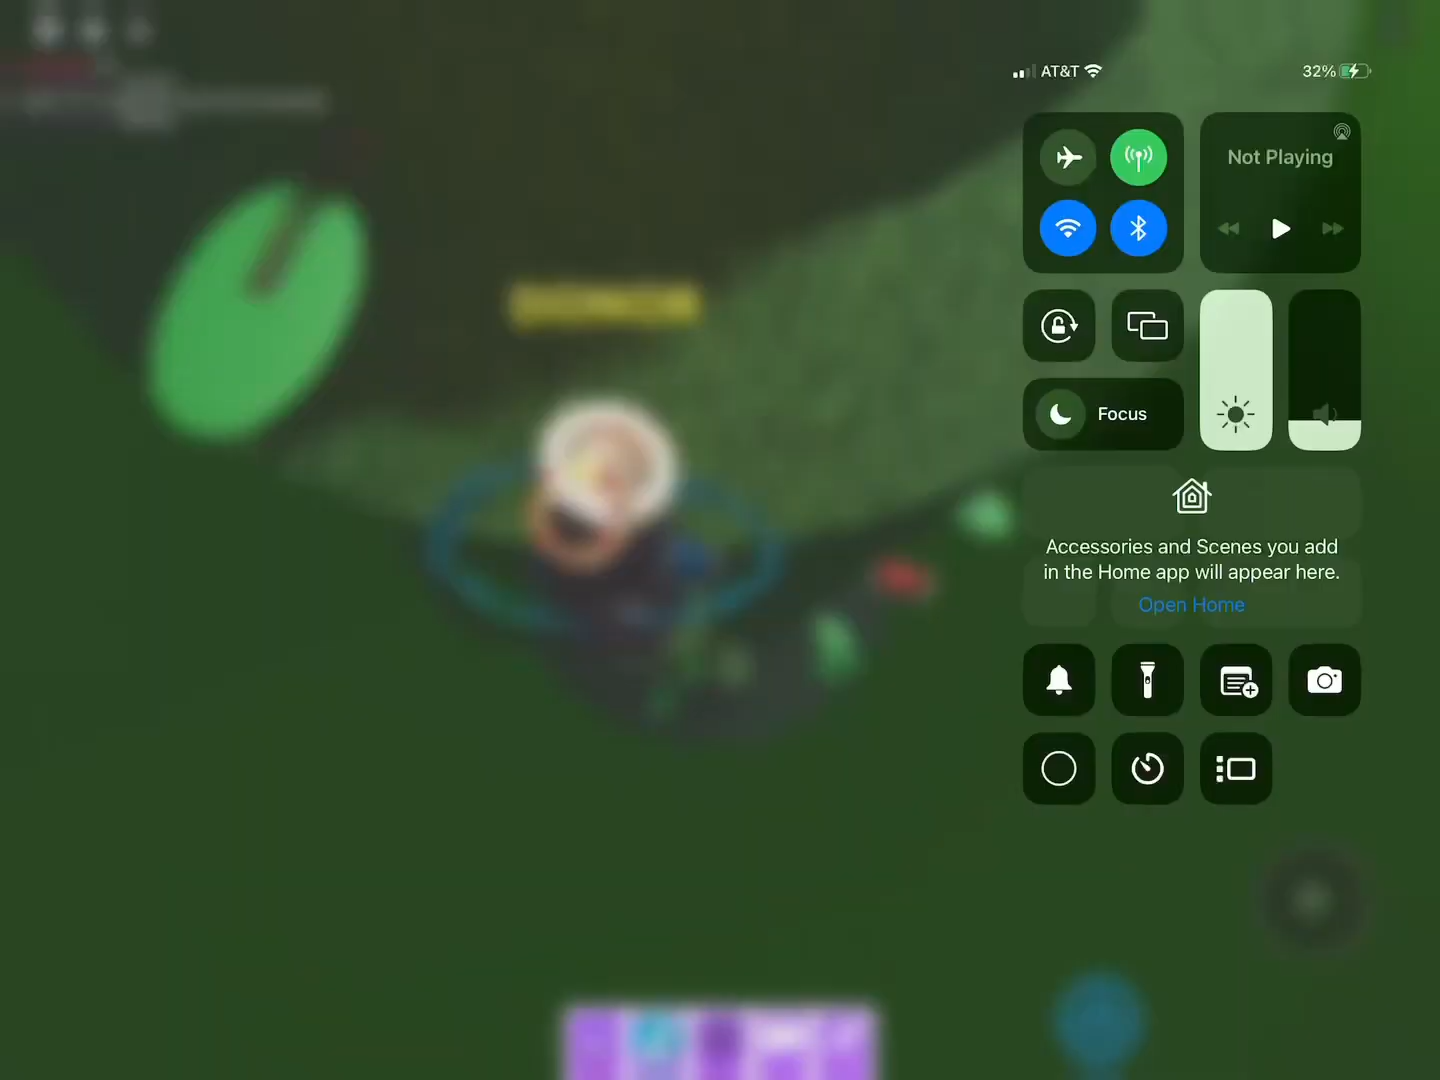 AT&T
32%
Not Playing
Focus
Accessories and Scenes you add
in the Home app will appear here.
Open Home